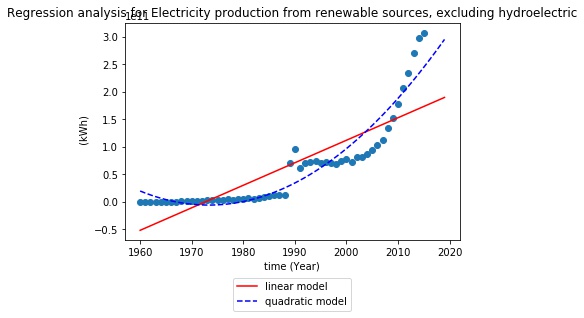 Regression analysis for Electricity production from renewable sources, excluding hydroelectric
1e11
3.0
2.5
2.0
1.5
1.0
0.5
0.0
−0.5
(kWh)
1960 1970 1980 1990 2000 2010 2020
time (Year)
linear model
quadratic model